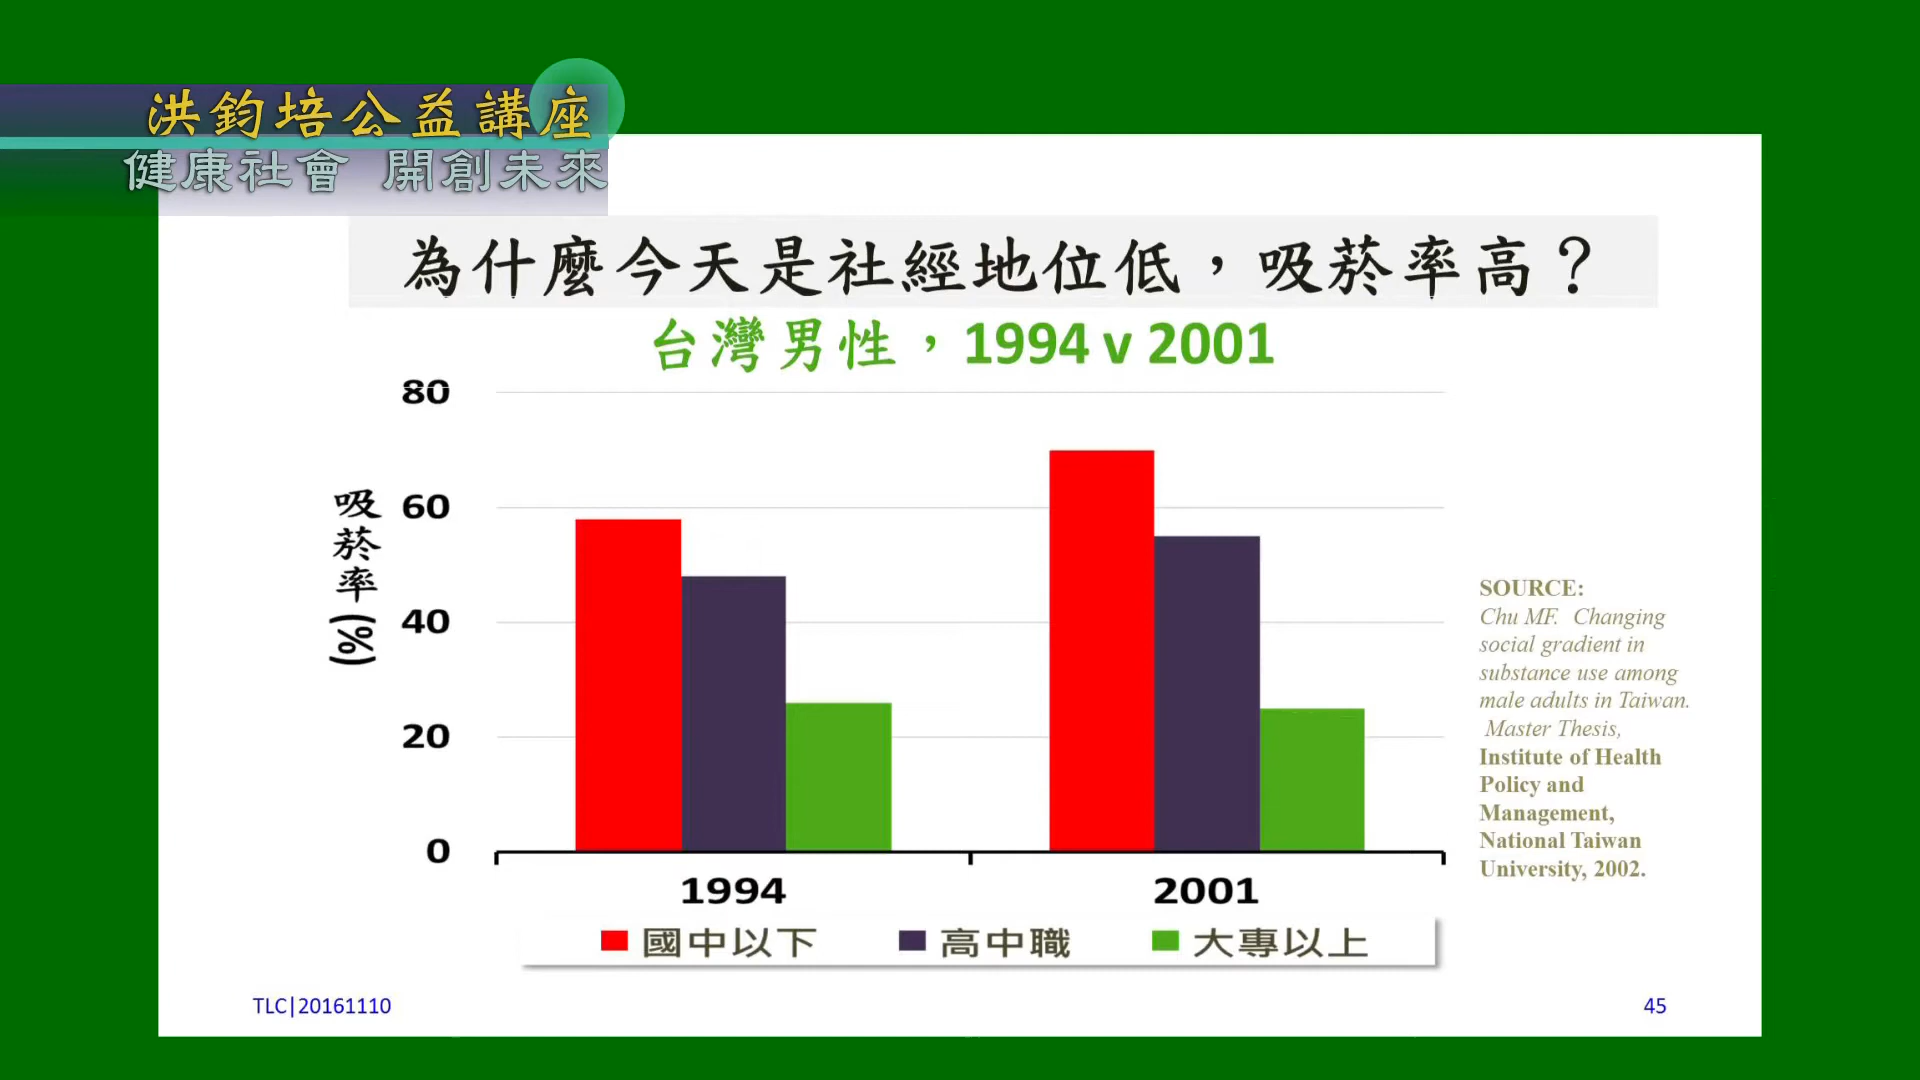 洪鈞培公益講座
健康社會 開創未來
為什麼今天是社經地位低，吸菸率高？
台灣男性，1994 v 2001
80
60
40
20
0
吸菸率(%)
1994
2001
國中以下
高中職
大專以上
SOURCE:
Chu MF. Changing
social gradient in
substance use among
male adults in Taiwan.
Master Thesis,
Institute of Health
Policy and
Management,
National Taiwan
University, 2002.
TLC|20161110
45